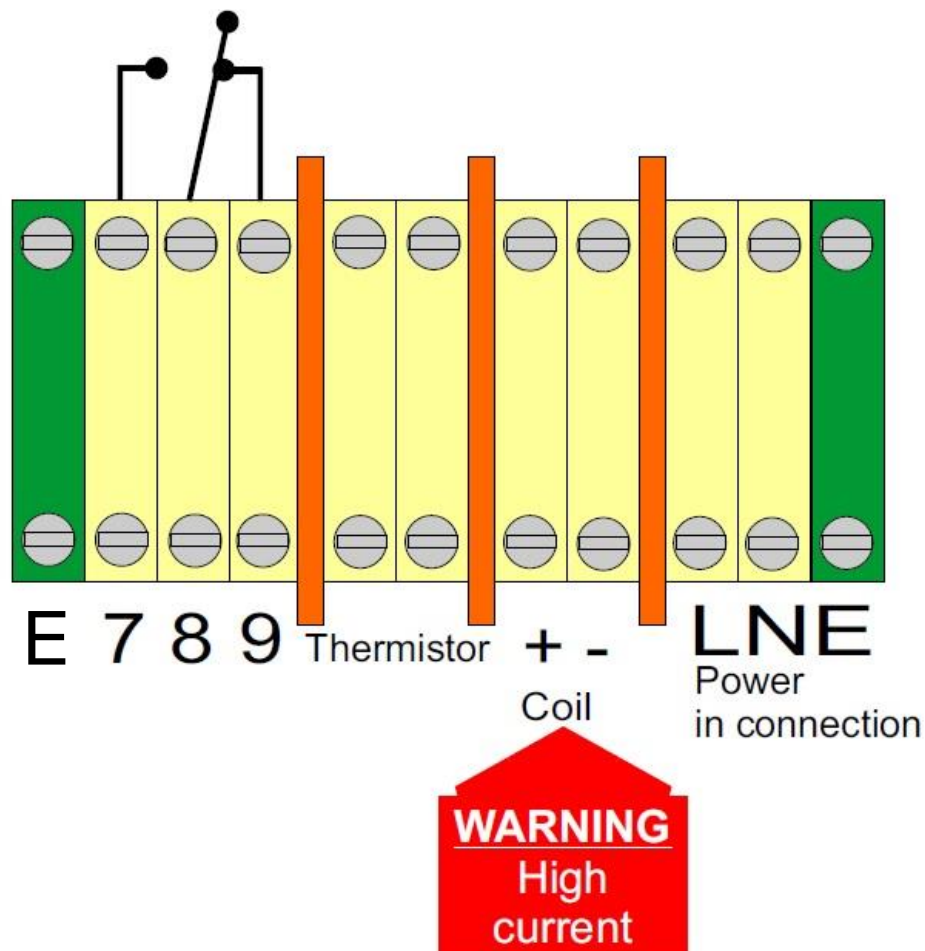 E 7 8 9 Thermistor + - LNE
Coil
Power
in connection
WARNING
High
current